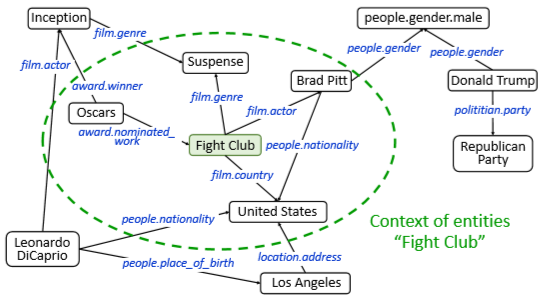 Inception
people.gender.male
film.genre
people.gender
people.gender
film.actor
Suspense
Brad Pitt
Donald Trump
award.winner
film.genre
film.actor
Oscars
polititian.party
award.nominated_
work
Fight Club
people.nationality
Republican
Party
film.country
people.nationality
United States
Context of entities
“Fight Club”
Leonardo
DiCaprio
people.place_of_birth
location.address
Los Angeles